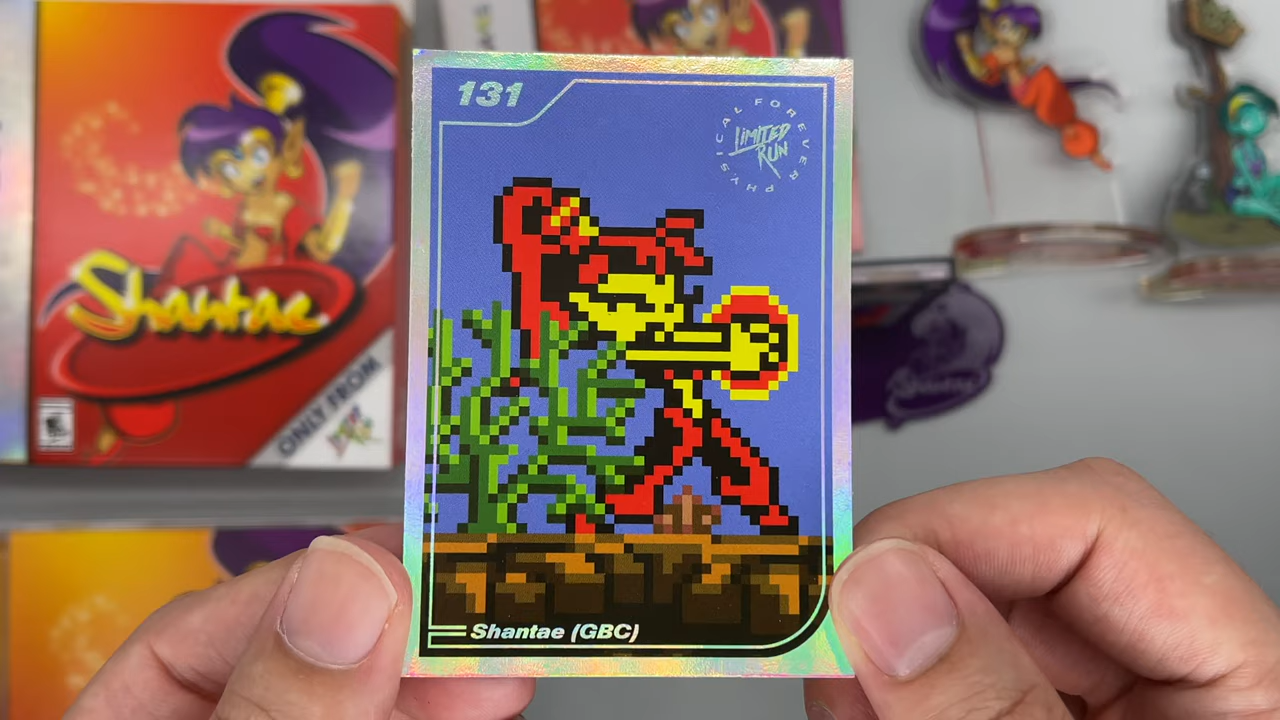 131
PHYSICAL FOREVER
LIMITED
RUN
Shantae
ONLY FROM
Shantae (GBC)